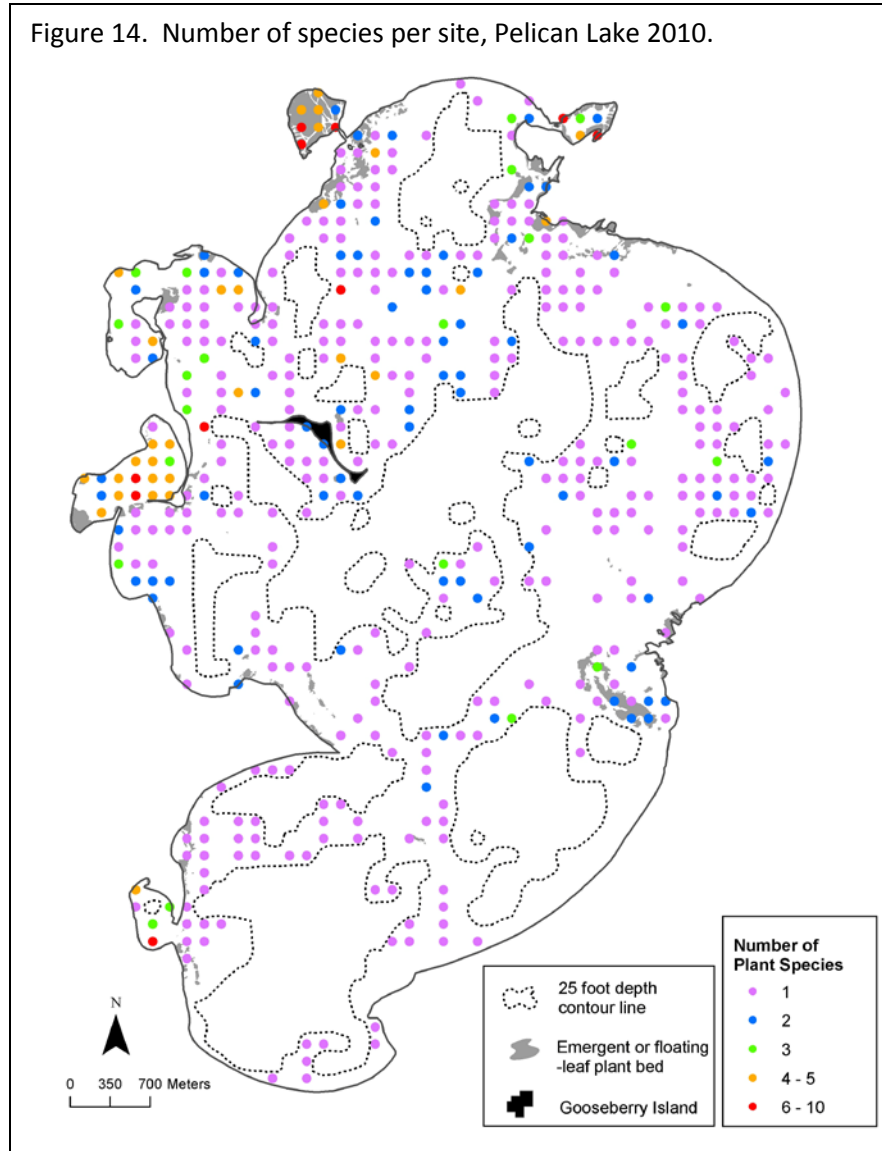 Figure 14. Number of species per site, Pelican Lake 2010.
N
0 350 700 Meters
25 foot depth
contour line
Emergent or floating
-leaf plant bed
Gooseberry Island
Number of
Plant Species
1
2
3
4 - 5
6 - 10